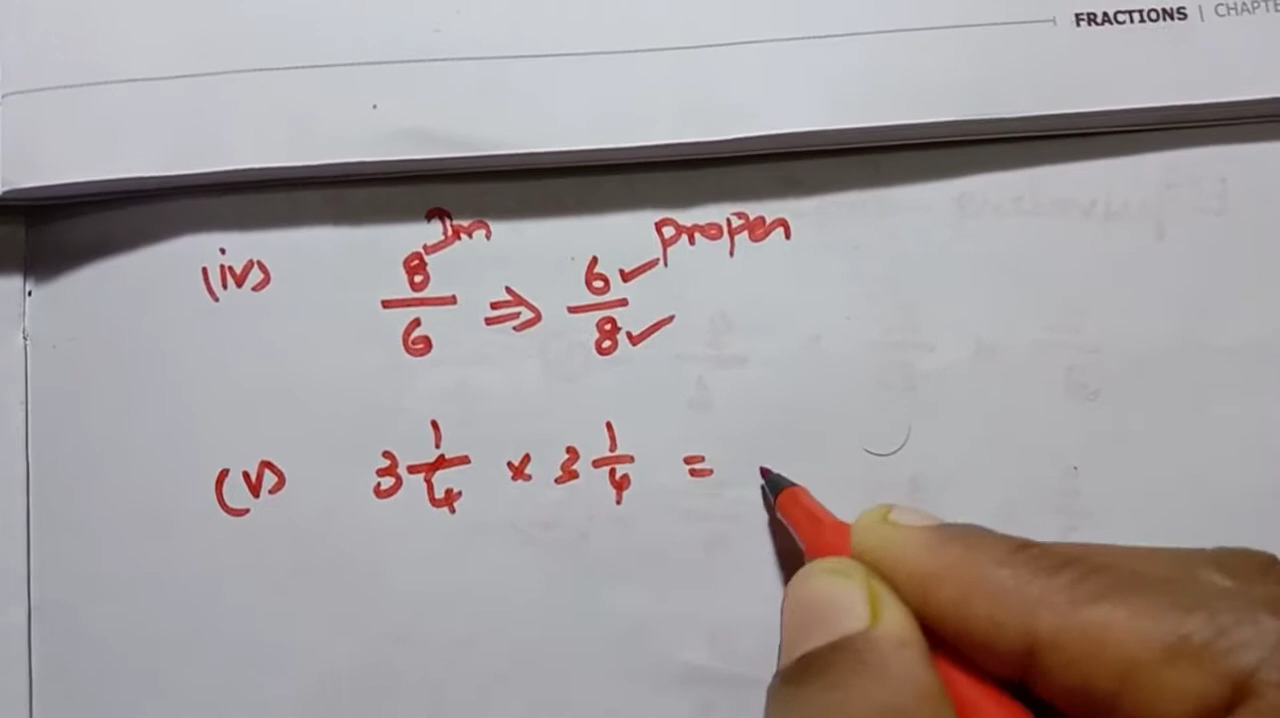 FRACTIONS | CHAPTE
(iv) 8/6 Im ⇒ 6/8 ✓ ✓ proper
(v) 3 1/4 × 3 1/4 =